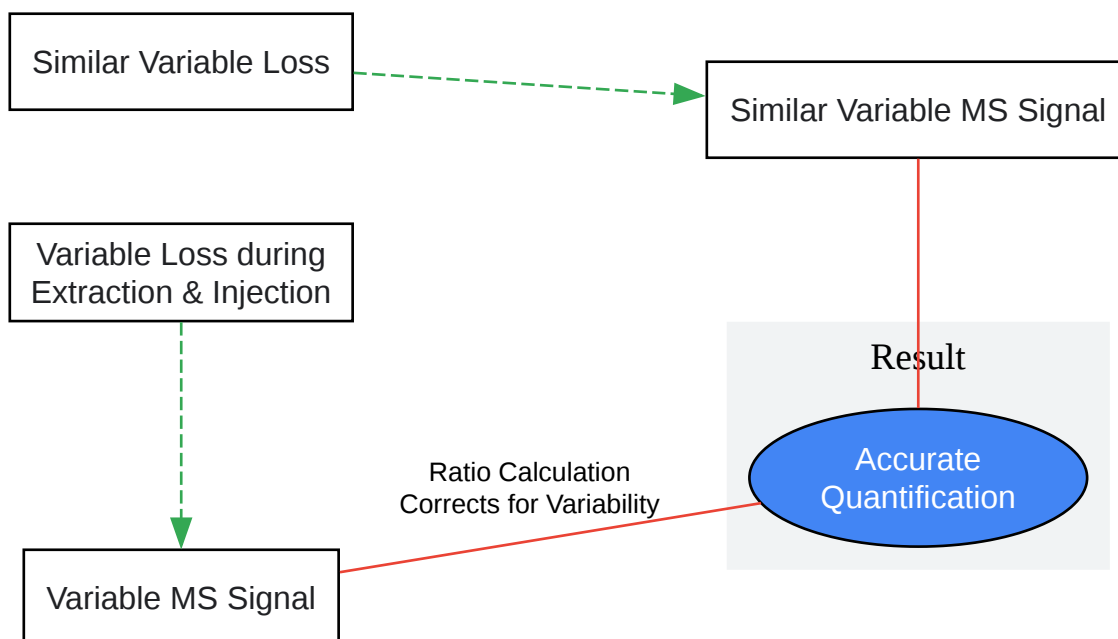 Similar Variable Loss
Similar Variable MS Signal
Variable Loss during
Extraction & Injection
Result
Accurate
Quantification
Ratio Calculation
Corrects for Variability
Variable MS Signal